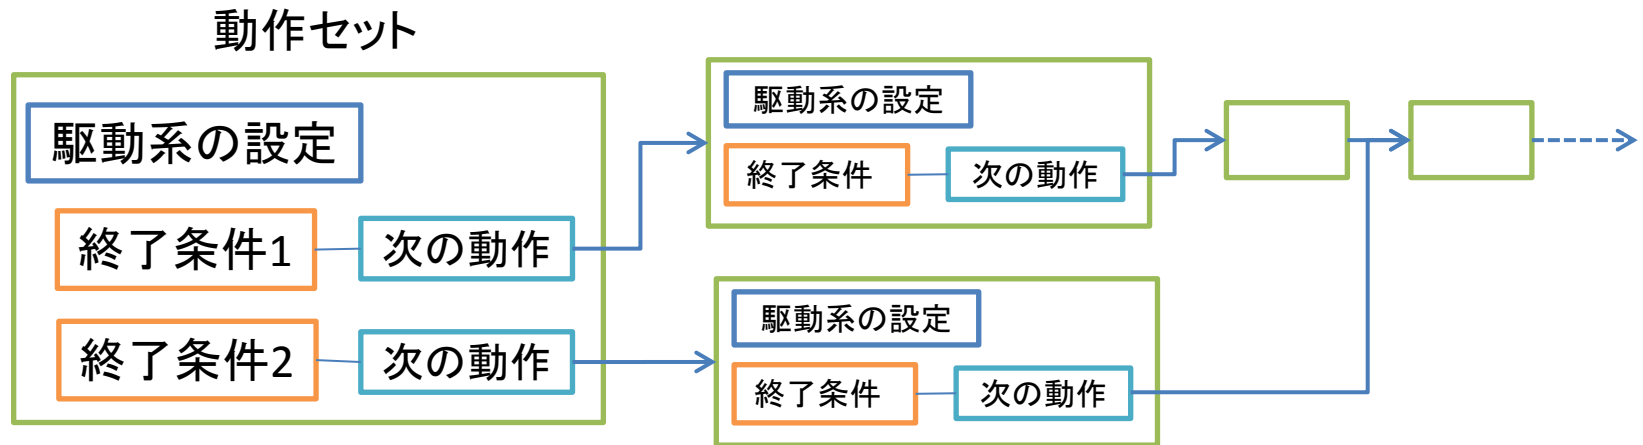 動作セット
駆動系の設定
終了条件1
次の動作
終了条件2
次の動作
駆動系の設定
終了条件
次の動作
駆動系の設定
終了条件
次の動作